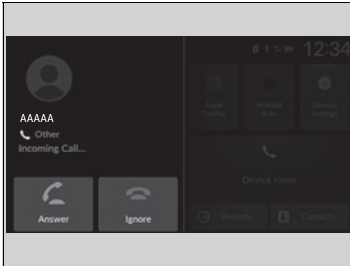 12:34
AAAAA
Other
Incoming Call...
Answer
Ignore
Apple
CarPlay
Android
Auto
General
Settings
Device name
Recents
Contacts